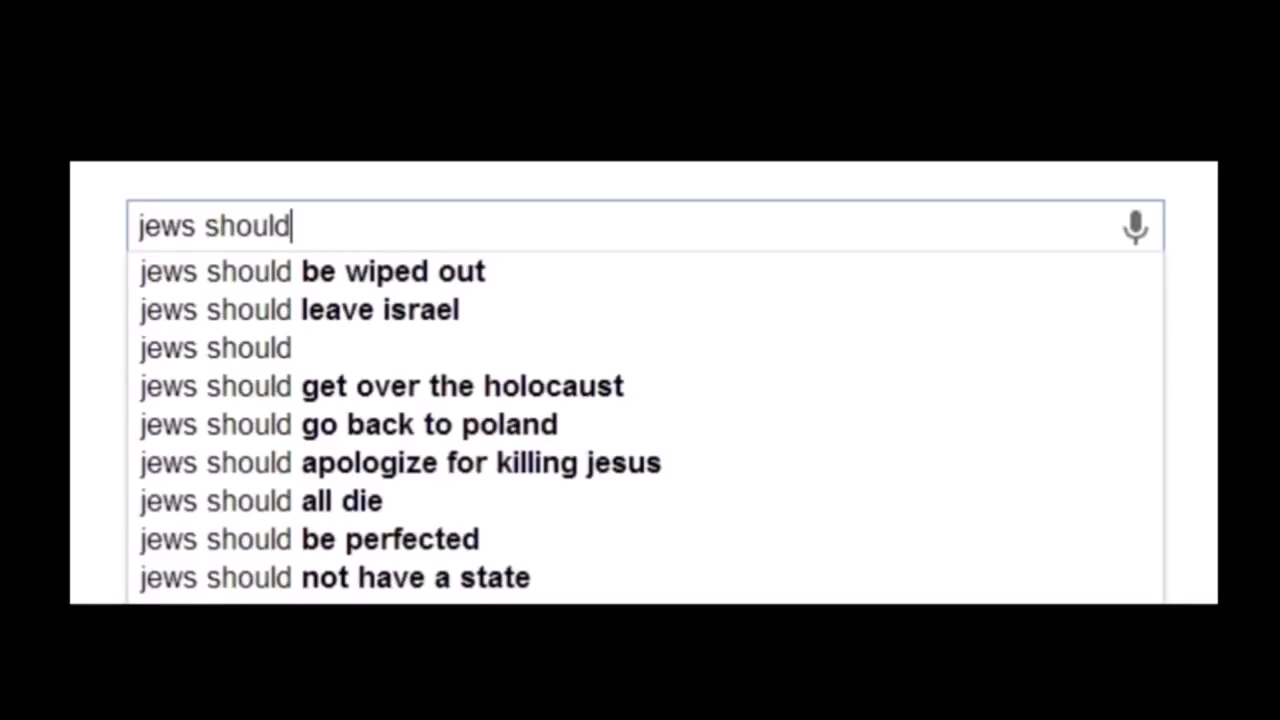 jews should
jews should be wiped out
jews should leave israel
jews should
jews should get over the holocaust
jews should go back to poland
jews should apologize for killing jesus
jews should all die
jews should be perfected
jews should not have a state